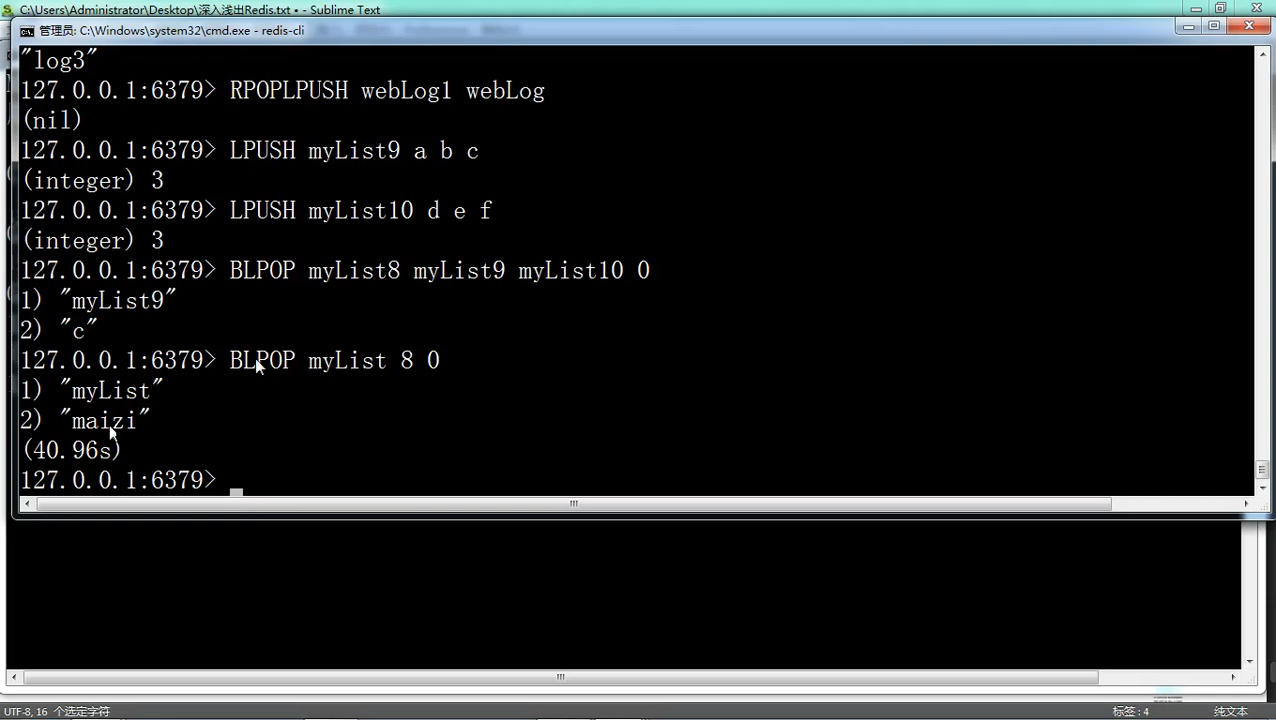 C:\Users\Administrator\Desktop\深入浅出Redis.txt • - Sublime Text
管理员: C:\Windows\system32\cmd.exe - redis-cli
"log3"
127.0.0.1:6379> RPOPLPUSH webLog1 webLog
(nil)
127.0.0.1:6379> LPUSH myList9 a b c
(integer) 3
127.0.0.1:6379> LPUSH myList10 d e f
(integer) 3
127.0.0.1:6379> BLPOP myList8 myList9 myList10 0
1) "myList9"
2) "c"
127.0.0.1:6379> BLPOP myList 8 0
1) "myList"
2) "maizi"
(40.96s)
127.0.0.1:6379>
UTF-8, 16 个选定字符 标签: 4 纯文本